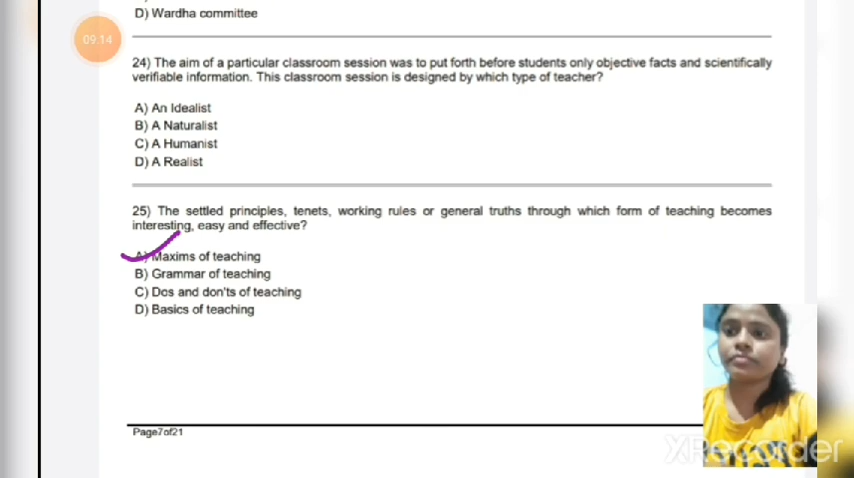 D) Wardha committee
09:14
24) The aim of a particular classroom session was to put forth before students only objective facts and scientifically
verifiable information. This classroom session is designed by which type of teacher?
A) An Idealist
B) A Naturalist
C) A Humanist
D) A Realist
25) The settled principles, tenets, working rules or general truths through which form of teaching becomes
interesting, easy and effective?
A) Maxims of teaching
B) Grammar of teaching
C) Dos and don'ts of teaching
D) Basics of teaching
Page7of21
XRecorder